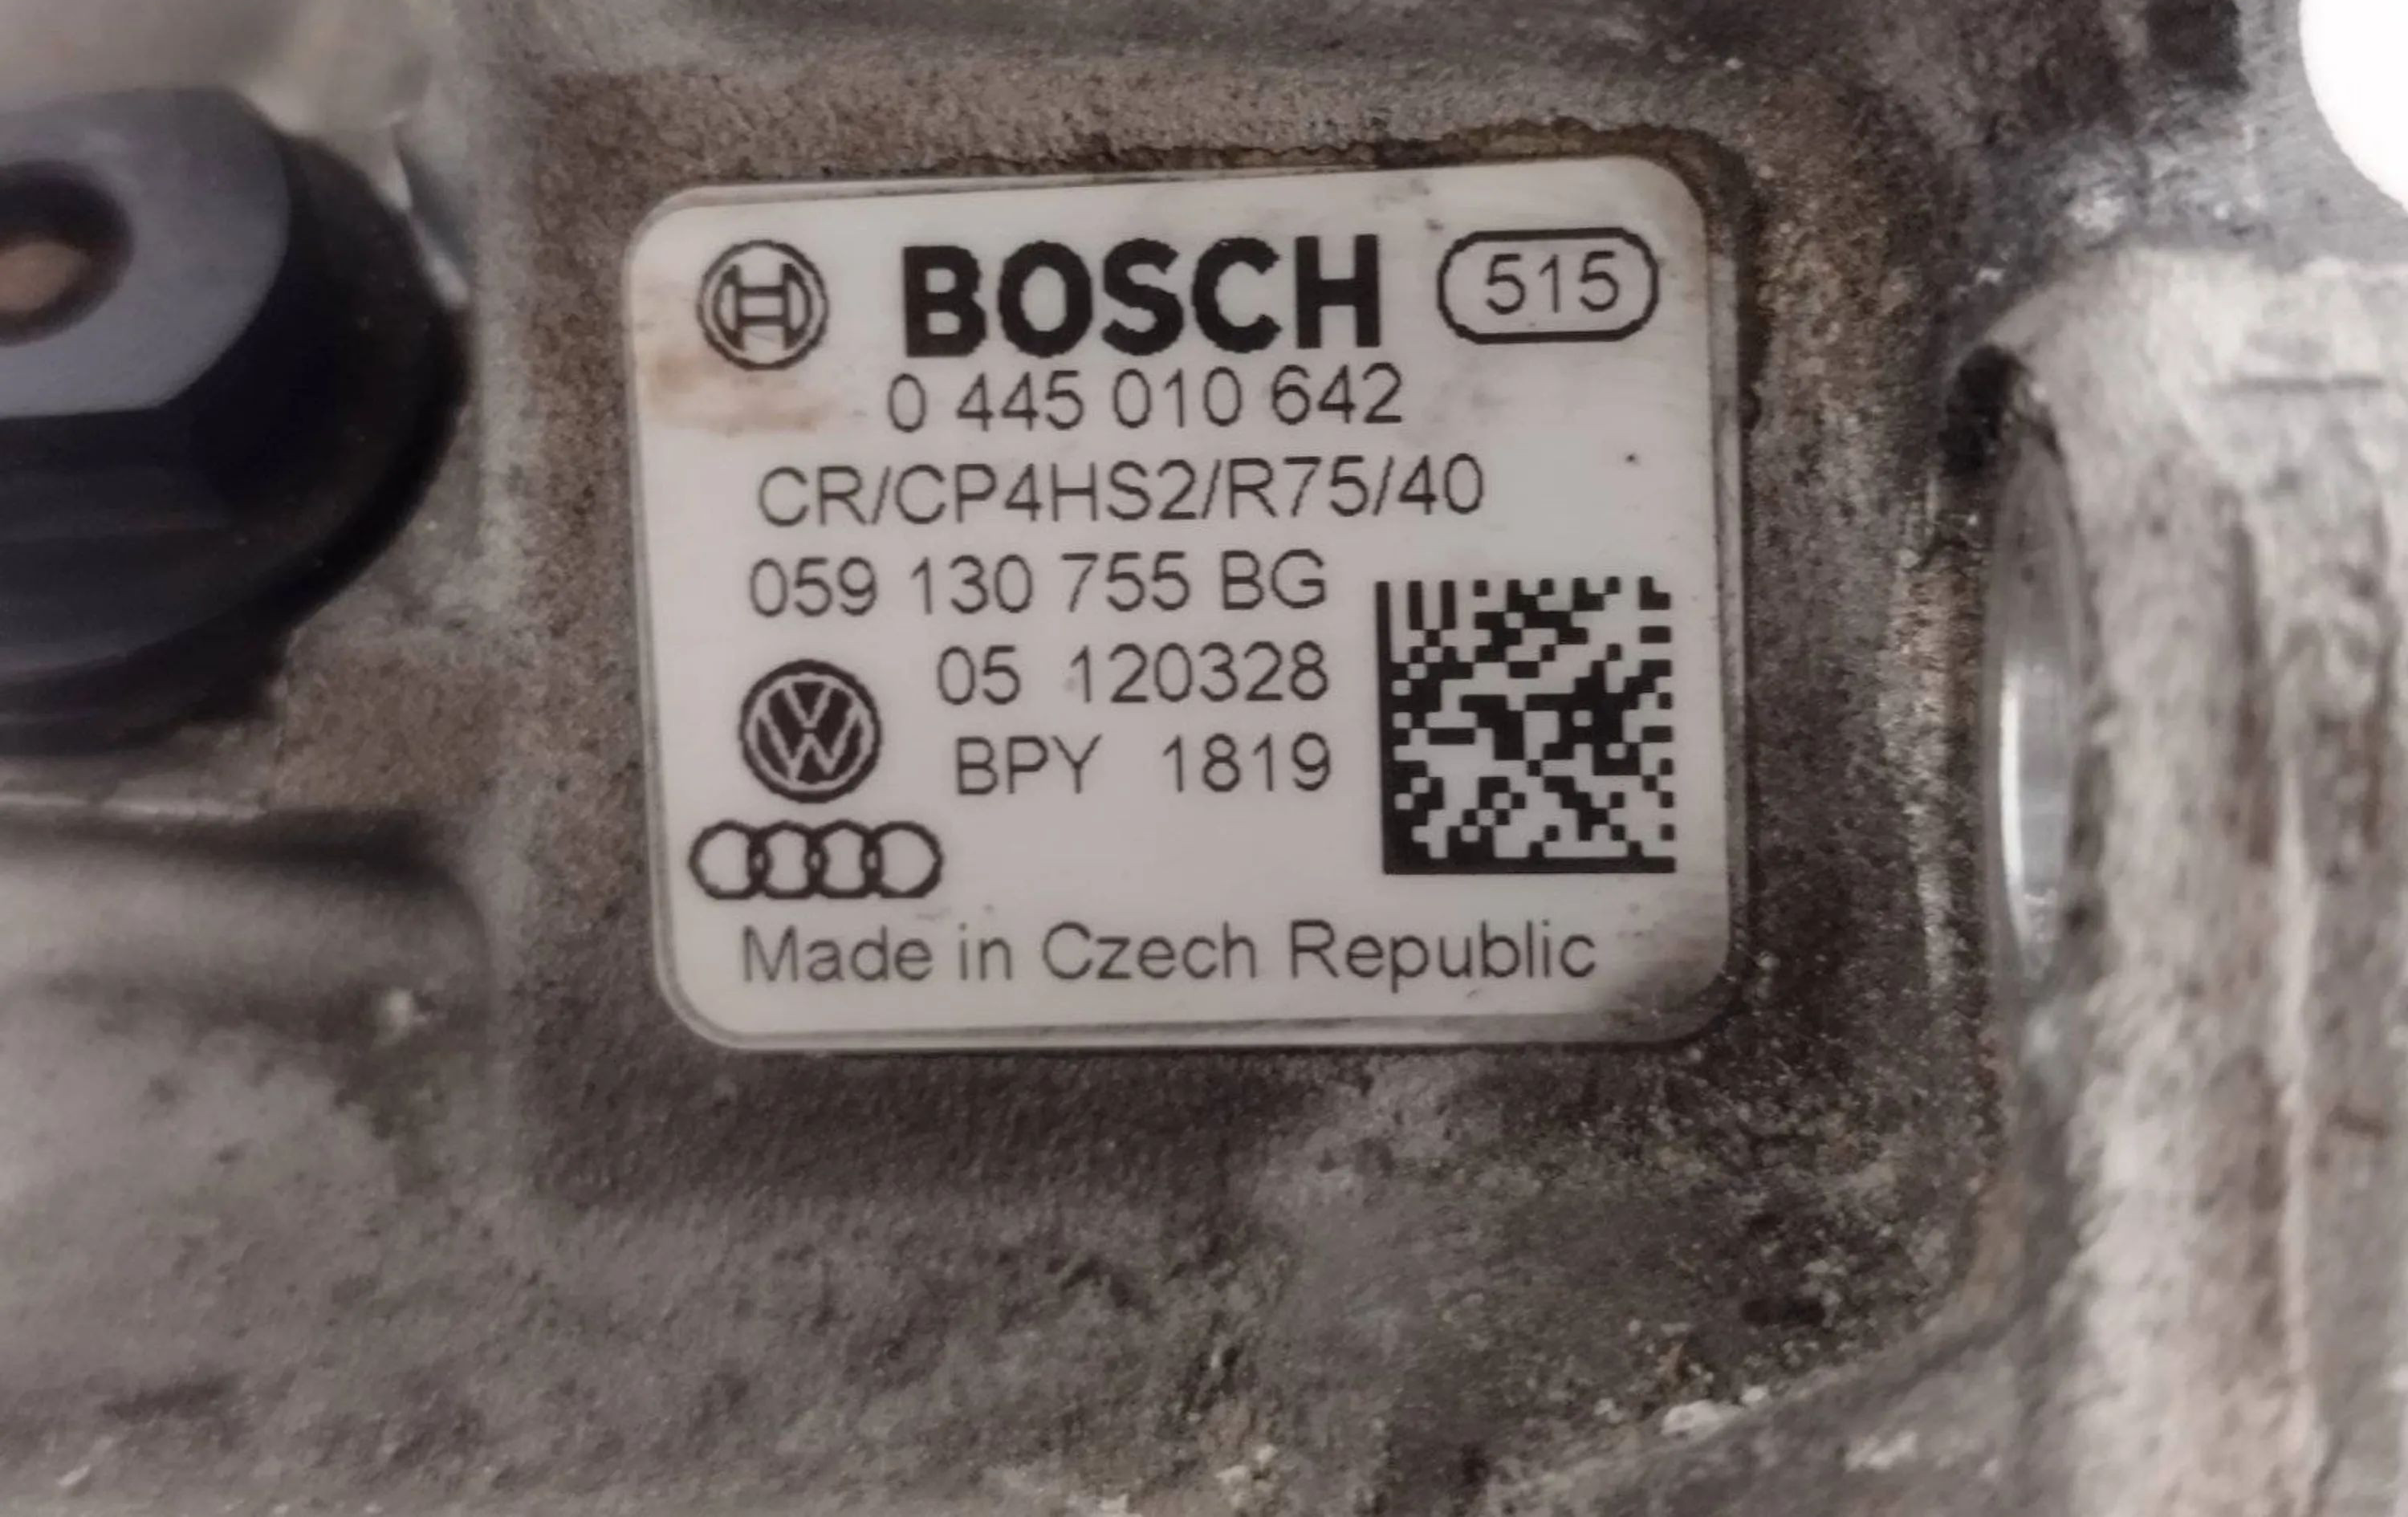 BOSCH 515
0 445 010 642
CR/CP4HS2/R75/40
059 130 755 BG
05 120328
BPY 1819
Made in Czech Republic